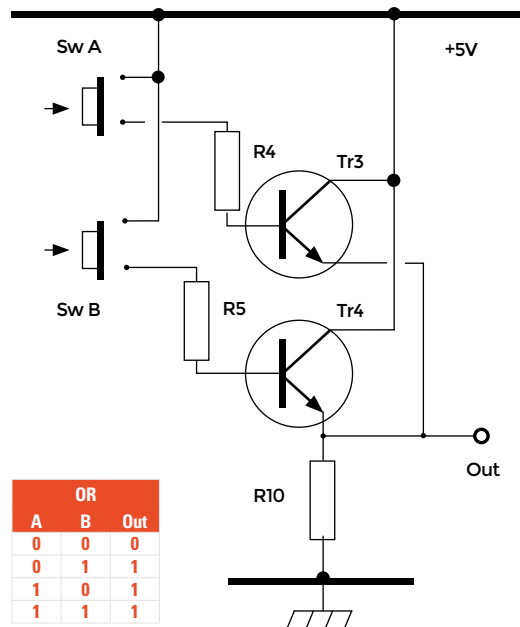 Sw A
+5V
R4
Tr3
Sw B
R5
Tr4
Out
R10
OR
A B Out
0 0 0
0 1 1
1 0 1
1 1 1